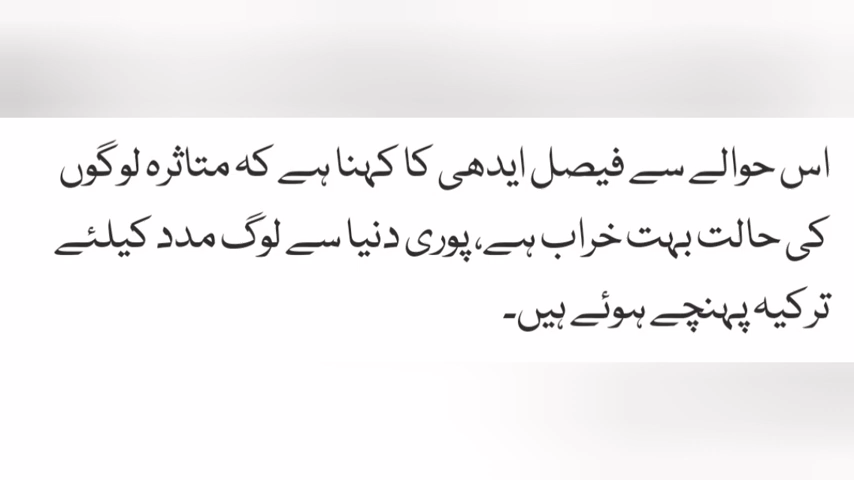 اس حوالے سے فیصل ایدھی کا کہنا ہے کہ متاثرہ لوگوں
کی حالت بہت خراب ہے، پوری دنیا سے لوگ مدد کیلئے
ترکیہ پہنچے ہوئے ہیں۔